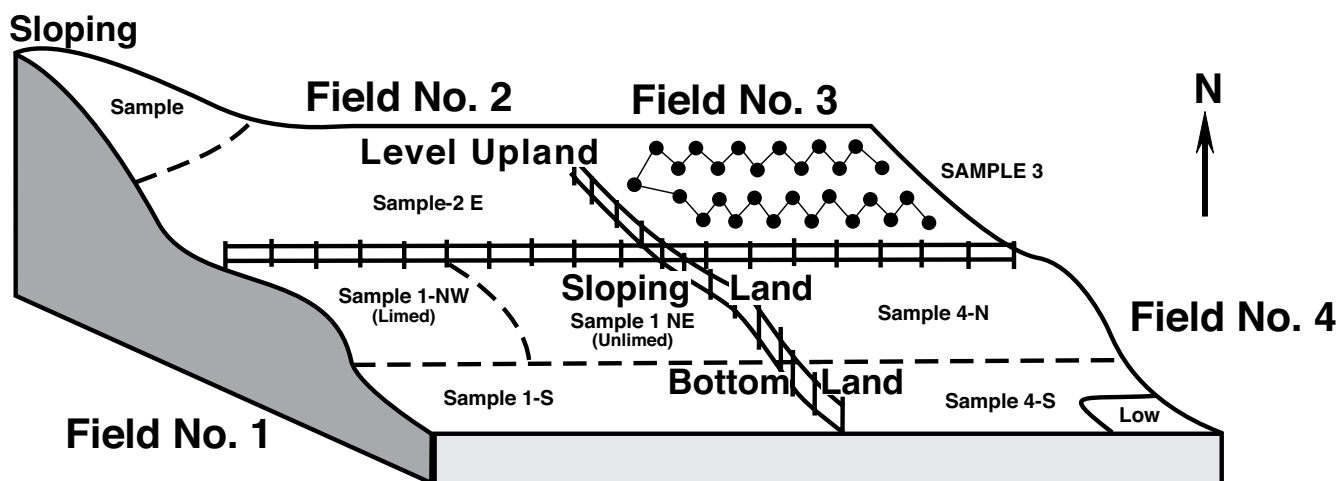 Sloping
Field No. 2
Field No. 3
N
Sample
Level Upland
SAMPLE 3
Sample-2 E
Sample 1-NW
(Limed)
Sloping Land
Sample 1 NE
(Unlimed)
Sample 4-N
Field No. 4
Bottom Land
Sample 1-S
Sample 4-S
Low
Field No. 1